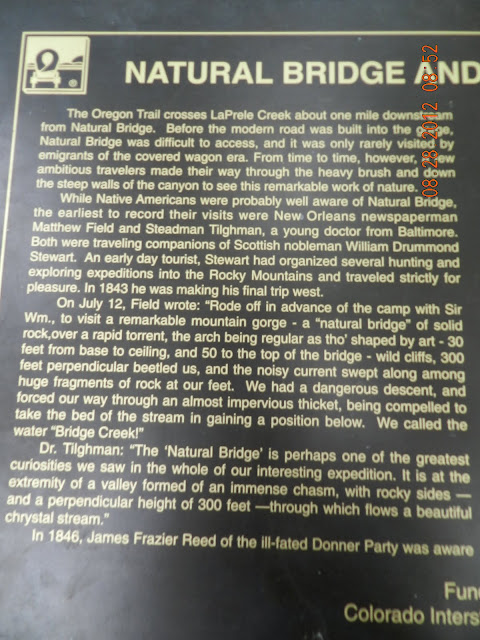 NATURAL BRIDGE AND
The Oregon Trail crosses LaPrele Creek about one mile downstream
from Natural Bridge. Before the modern road was built into the gorge,
Natural Bridge was difficult to access, and it was only rarely visited by
emigrants of the covered wagon era. From time to time, however, a few
ambitious travelers made their way through the heavy brush and down
the steep walls of the canyon to see this remarkable work of nature.
While Native Americans were probably well aware of Natural Bridge,
the earliest to record their visits were New Orleans newspaperman
Matthew Field and Steadman Tilghman, a young doctor from Baltimore.
Both were traveling companions of Scottish nobleman William Drummond
Stewart. An early day tourist, Stewart had organized several hunting and
exploring expeditions into the Rocky Mountains and traveled strictly for
pleasure. In 1843 he was making his final trip west.
On July 12, Field wrote: "Rode off in advance of the camp with Sir
Wm., to visit a remarkable mountain gorge - a "natural bridge" of solid
rock,over a rapid torrent, the arch being regular as tho' shaped by art - 30
feet from base to ceiling, and 50 to the top of the bridge - wild cliffs, 300
feet perpendicular beetled us, and the noisy current swept along among
huge fragments of rock at our feet. We had a dangerous descent, and
forced our way through an almost impervious thicket, being compelled to
take the bed of the stream in gaining a position below. We called the
water "Bridge Creek!"
Dr. Tilghman: "The 'Natural Bridge' is perhaps one of the greatest
curiosities we saw in the whole of our interesting expedition. It is at the
extremity of a valley formed of an immense chasm, with rocky sides —
and a perpendicular height of 300 feet —through which flows a beautiful
chrystal stream."
In 1846, James Frazier Reed of the ill-fated Donner Party was aware
Colorado Inters
08-28-2012 08:52